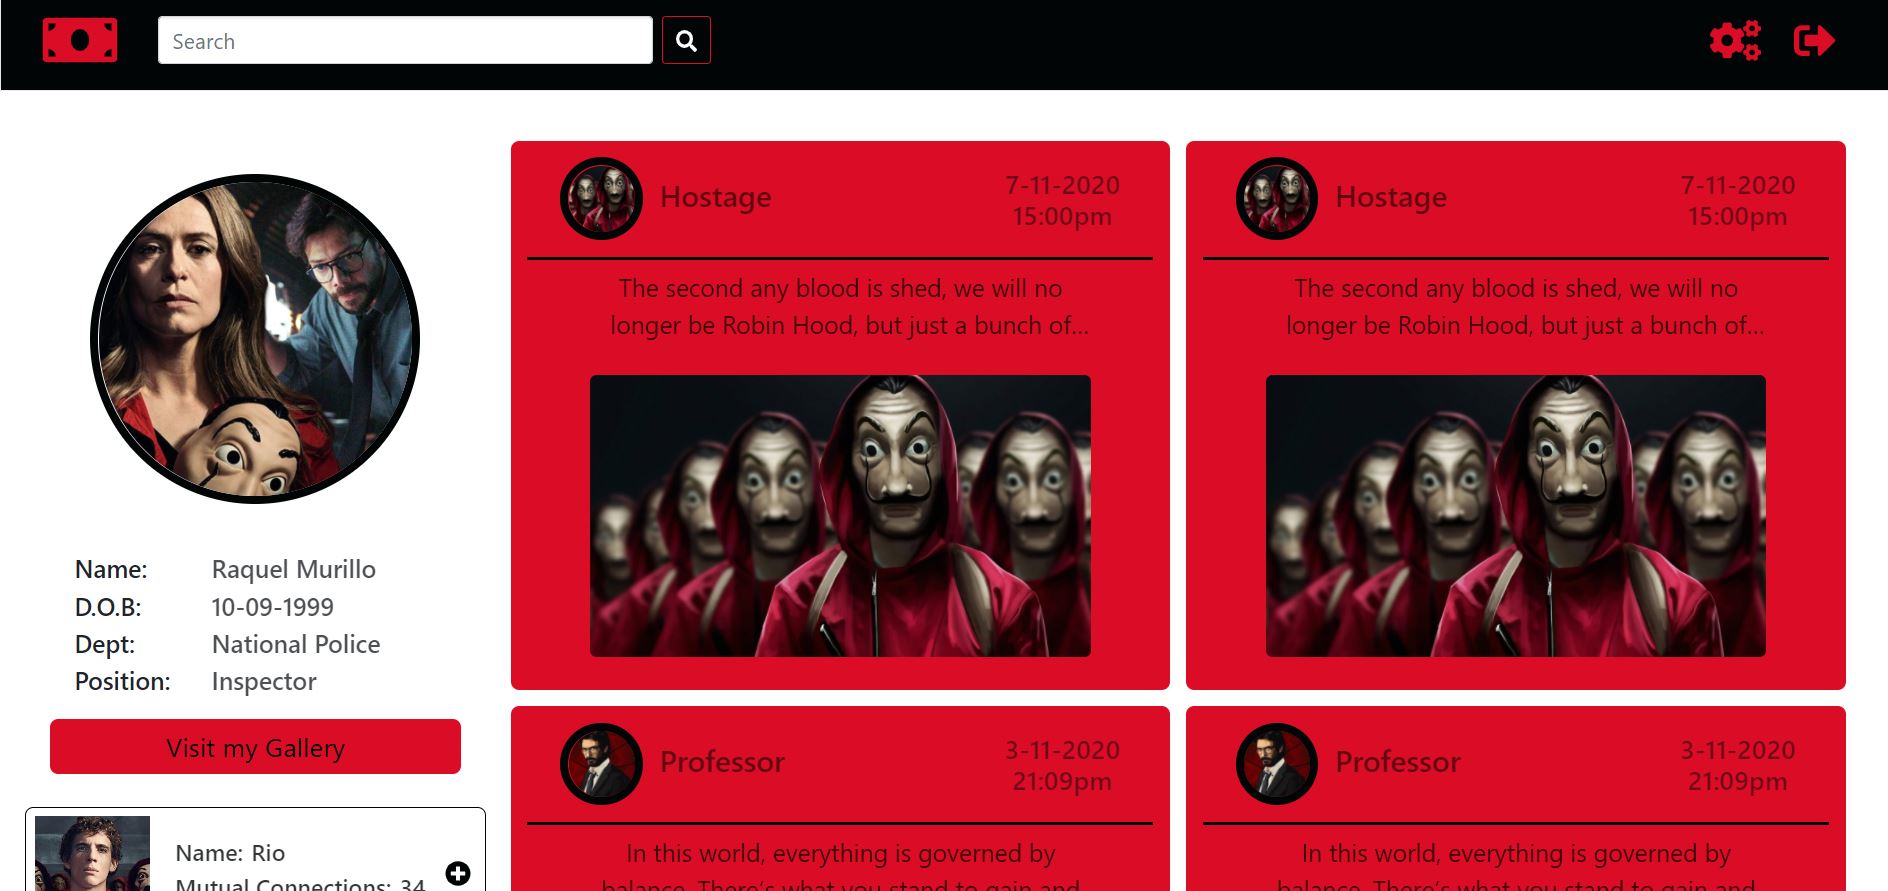 Search
Name: Raquel Murillo
D.O.B: 10-09-1999
Dept: National Police
Position: Inspector
Visit my Gallery
Name: Rio
Mutual Connections: 34
Hostage
7-11-2020
15:00pm
The second any blood is shed, we will no
longer be Robin Hood, but just a bunch of...
Hostage
7-11-2020
15:00pm
The second any blood is shed, we will no
longer be Robin Hood, but just a bunch of...
Professor
3-11-2020
21:09pm
In this world, everything is governed by
balance. There's what you stand to gain and
Professor
3-11-2020
21:09pm
In this world, everything is governed by
balance. There's what you stand to gain and